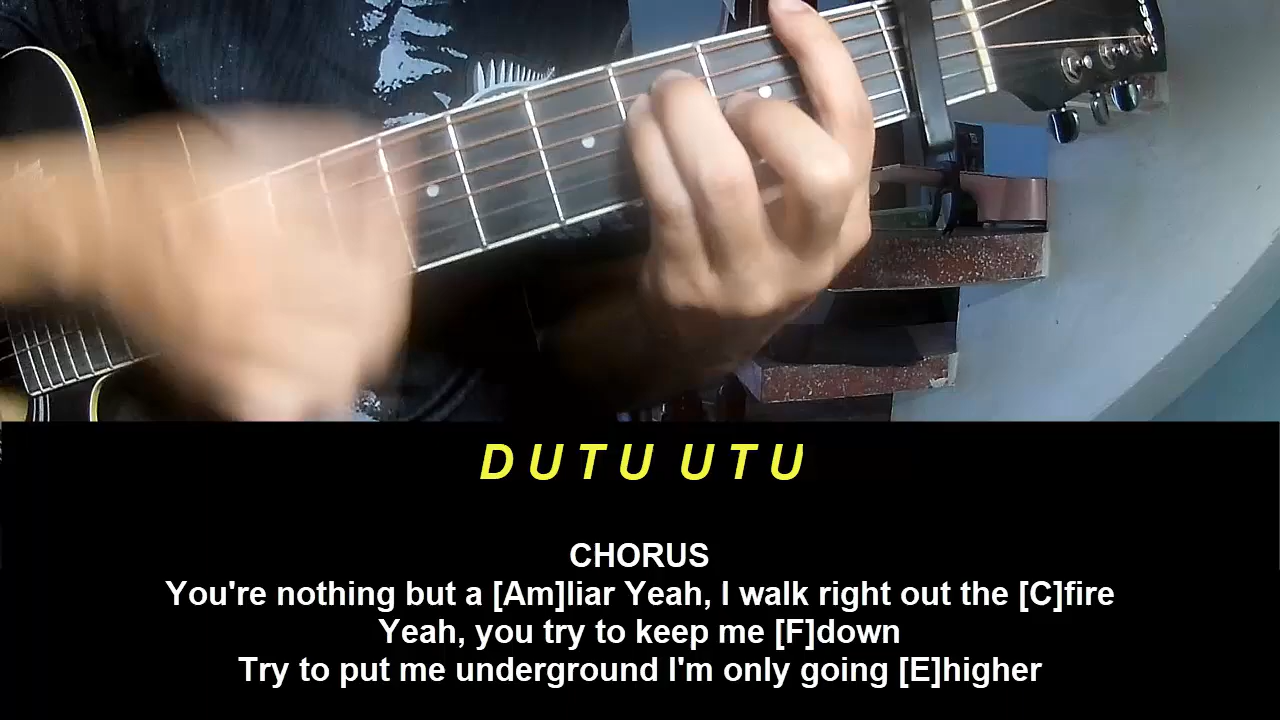 D U T U  U T U
CHORUS
You're nothing but a [Am]liar Yeah, I walk right out the [C]fire
Yeah, you try to keep me [F]down
Try to put me underground I'm only going [E]higher